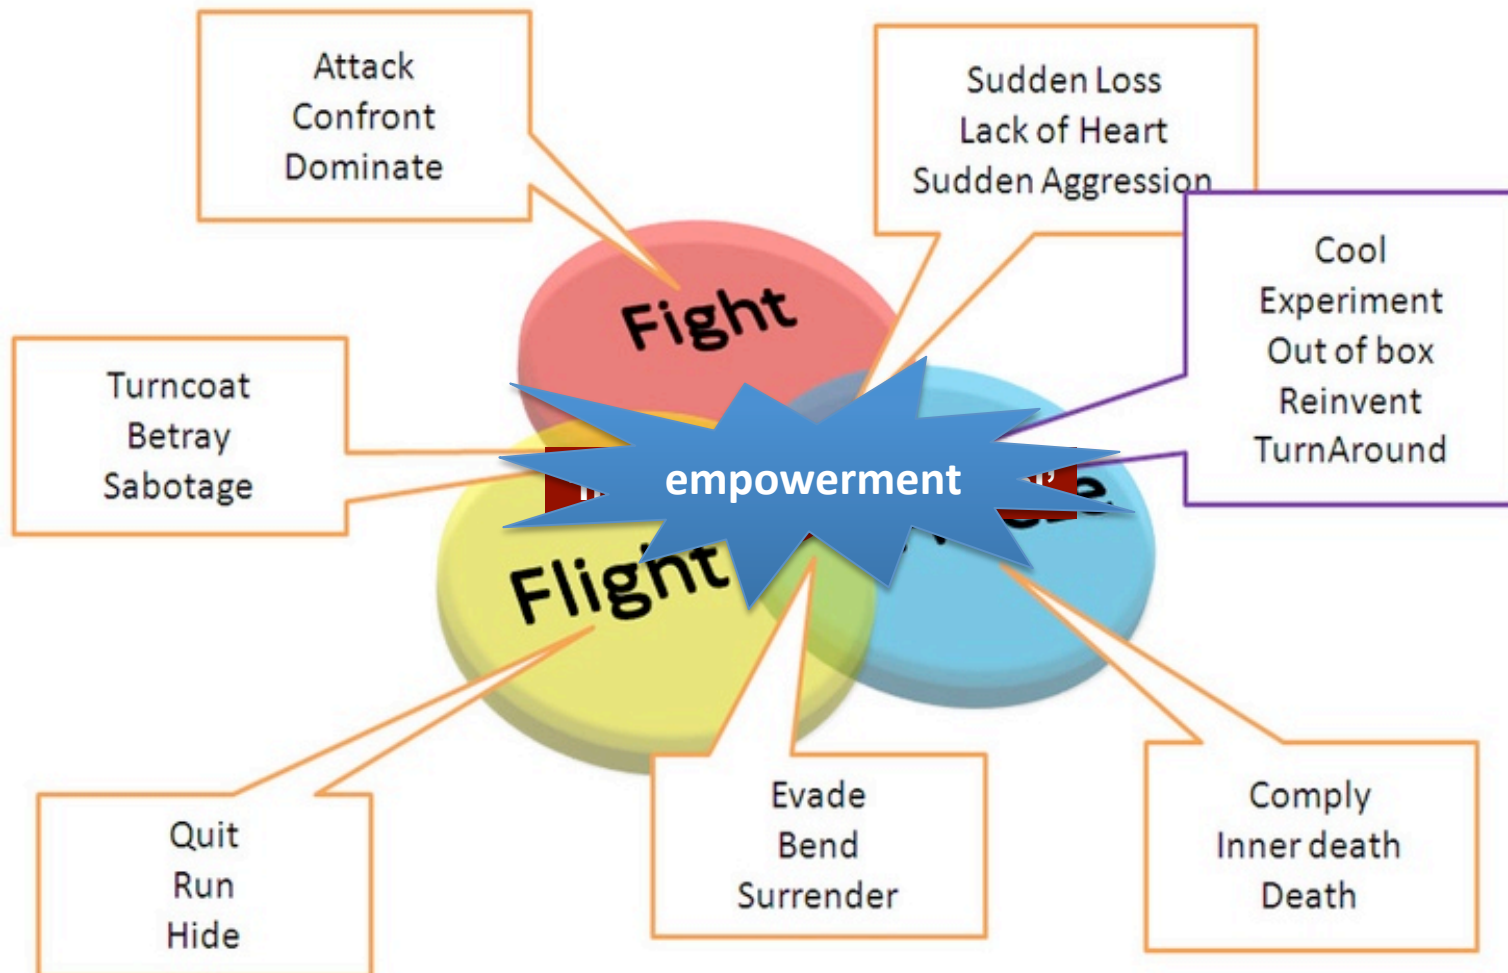 Attack
Confront
Dominate
Sudden Loss
Lack of Heart
Sudden Aggression
Cool
Experiment
Out of box
Reinvent
TurnAround
Fight
Turncoat
Betray
Sabotage
empowerment
Flight
Quit
Run
Hide
Evade
Bend
Surrender
Comply
Inner death
Death